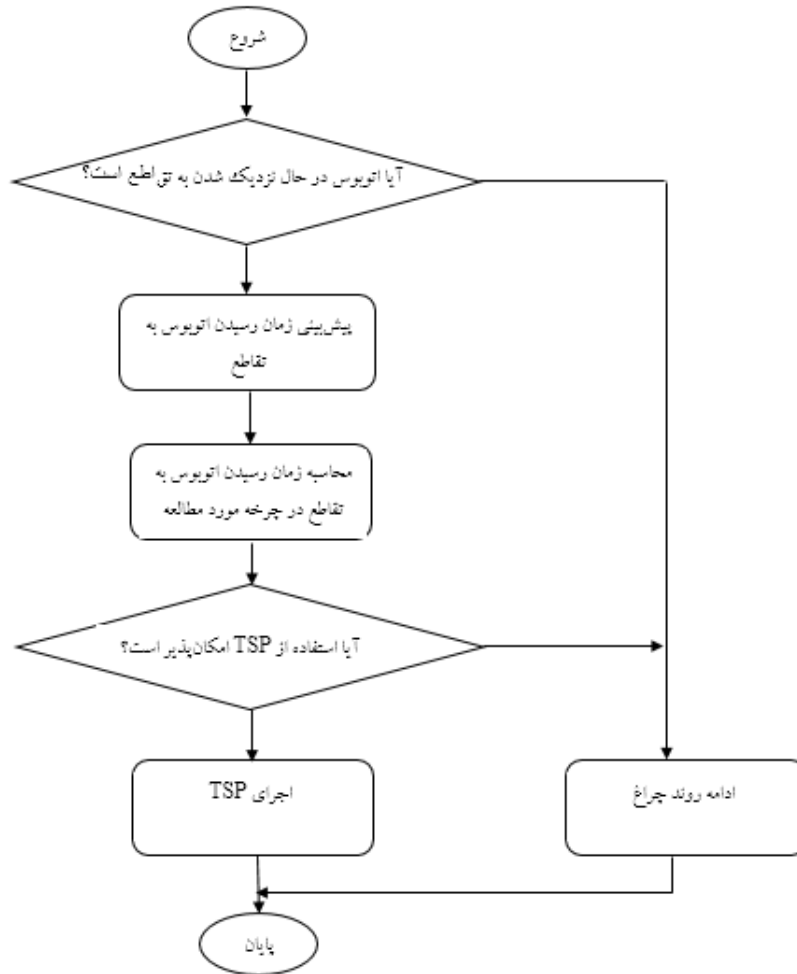 شروع
آیا اتوبوس در حال نزدیک شدن به تقاطع است؟
پیش‌بینی زمان رسیدن اتوبوس به
تقاطع
محاسبه زمان رسیدن اتوبوس به
تقاطع در چرخه مورد مطالعه
آیا استفاده از TSP امکان‌پذیر است؟
اجرای TSP
ادامه روند چراغ
پایان